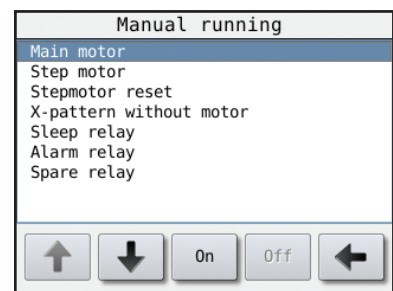 Manual running
Main motor
Step motor
Stepmotor reset
X-pattern without motor
Sleep relay
Alarm relay
Spare relay
On Off